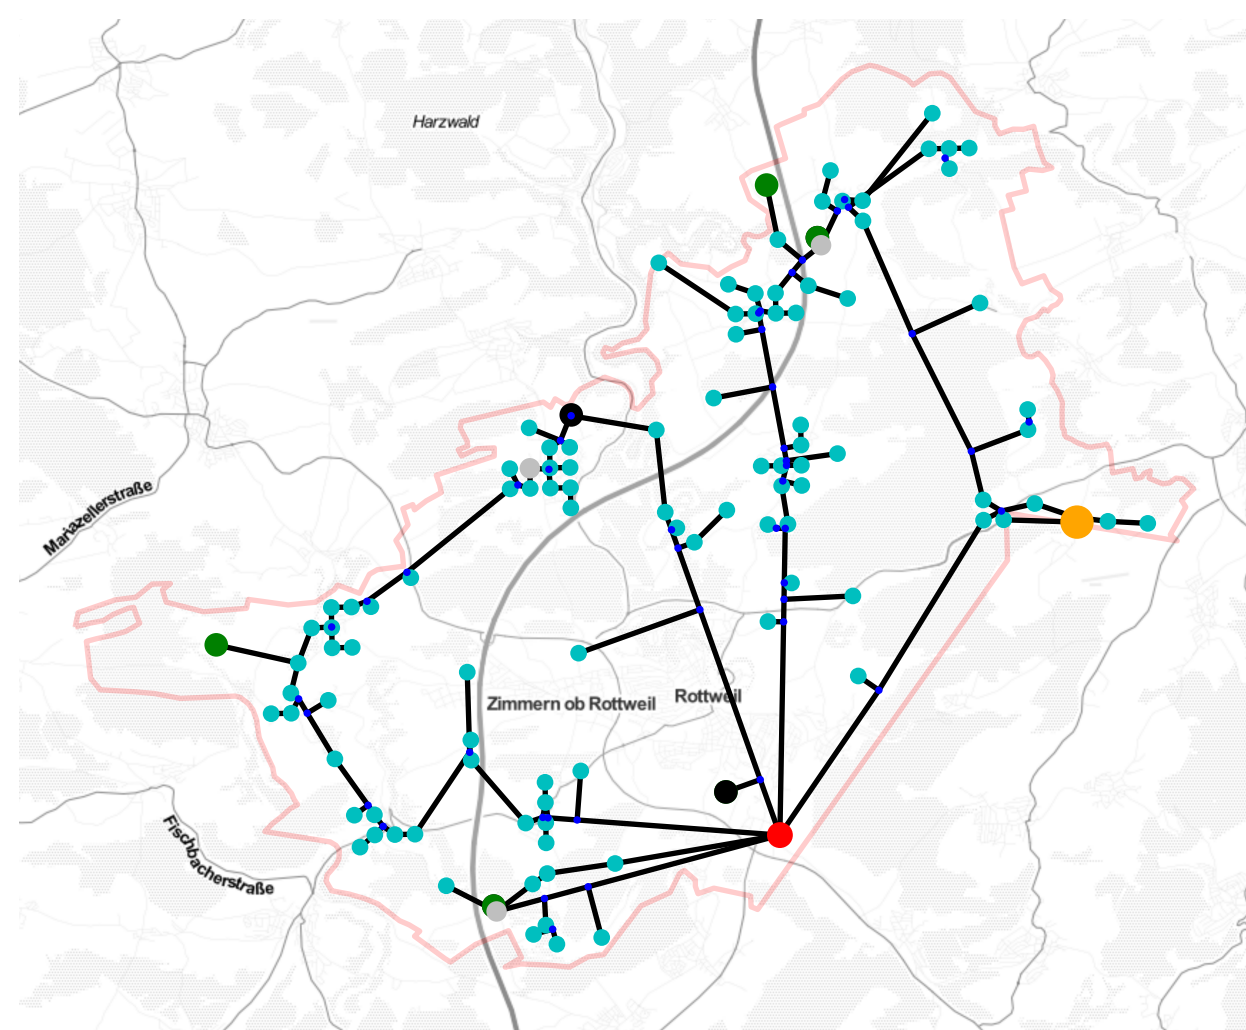 Harzwald
Mariazellerstraße
Zimmern ob Rottweil
Rottweil
Fischbacherstraße